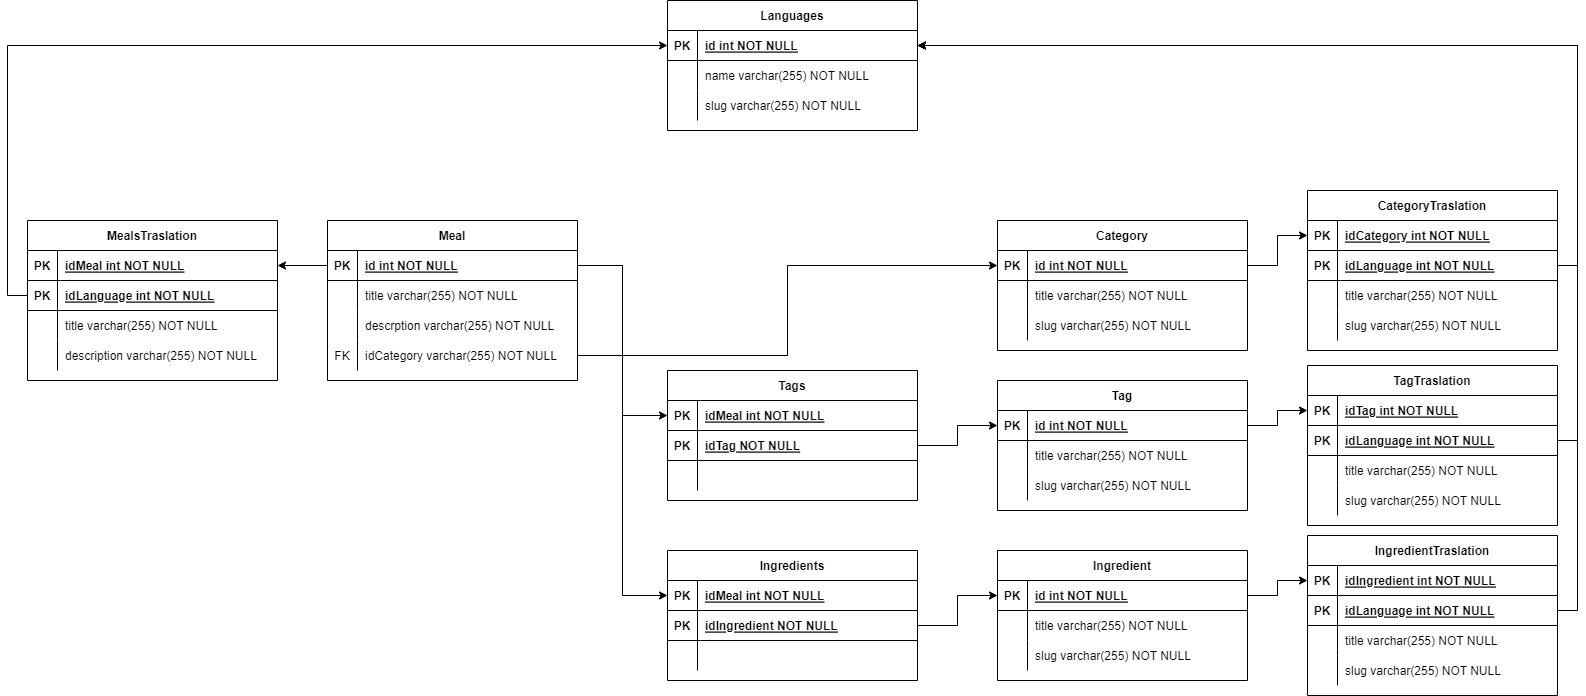 Languages
PK id int NOT NULL
name varchar(255) NOT NULL
slug varchar(255) NOT NULL
MealsTraslation
PK idMeal int NOT NULL
PK idLanguage int NOT NULL
title varchar(255) NOT NULL
description varchar(255) NOT NULL
Meal
PK id int NOT NULL
title varchar(255) NOT NULL
descrption varchar(255) NOT NULL
FK idCategory varchar(255) NOT NULL
Category
PK id int NOT NULL
title varchar(255) NOT NULL
slug varchar(255) NOT NULL
CategoryTraslation
PK idCategory int NOT NULL
PK idLanguage int NOT NULL
title varchar(255) NOT NULL
slug varchar(255) NOT NULL
Tags
PK idMeal int NOT NULL
PK idTag NOT NULL
Tag
PK id int NOT NULL
title varchar(255) NOT NULL
slug varchar(255) NOT NULL
TagTraslation
PK idTag int NOT NULL
PK idLanguage int NOT NULL
title varchar(255) NOT NULL
slug varchar(255) NOT NULL
Ingredients
PK idMeal int NOT NULL
PK idIngredient NOT NULL
Ingredient
PK id int NOT NULL
title varchar(255) NOT NULL
slug varchar(255) NOT NULL
IngredientTraslation
PK idIngredient int NOT NULL
PK idLanguage int NOT NULL
title varchar(255) NOT NULL
slug varchar(255) NOT NULL